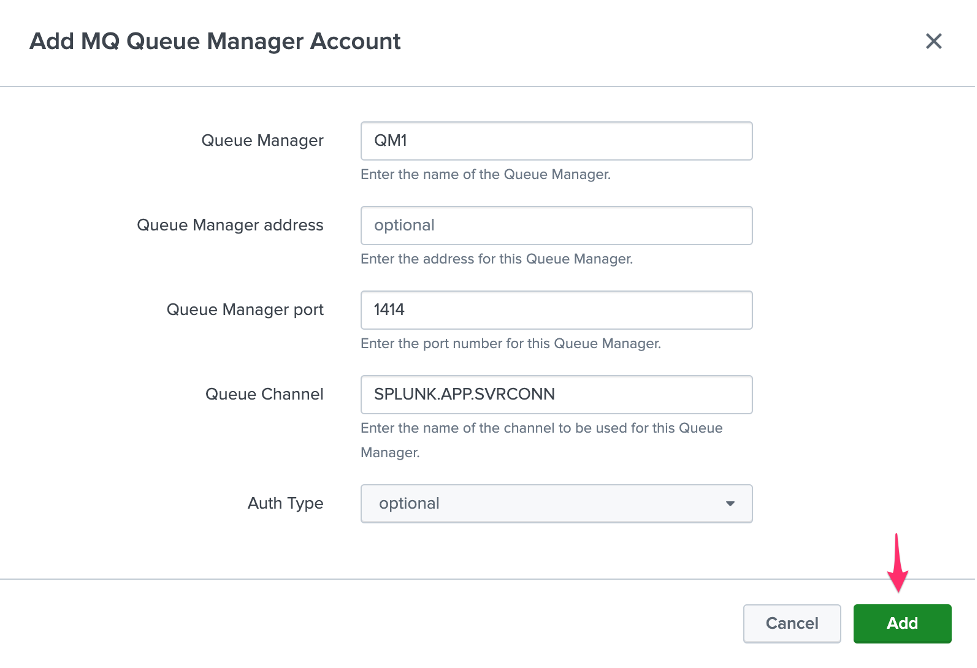 Add MQ Queue Manager Account
Queue Manager
QM1
Enter the name of the Queue Manager.
Queue Manager address
optional
Enter the address for this Queue Manager.
Queue Manager port
1414
Enter the port number for this Queue Manager.
Queue Channel
SPLUNK.APP.SVRCONN
Enter the name of the channel to be used for this Queue
Manager.
Auth Type
optional
Cancel
Add